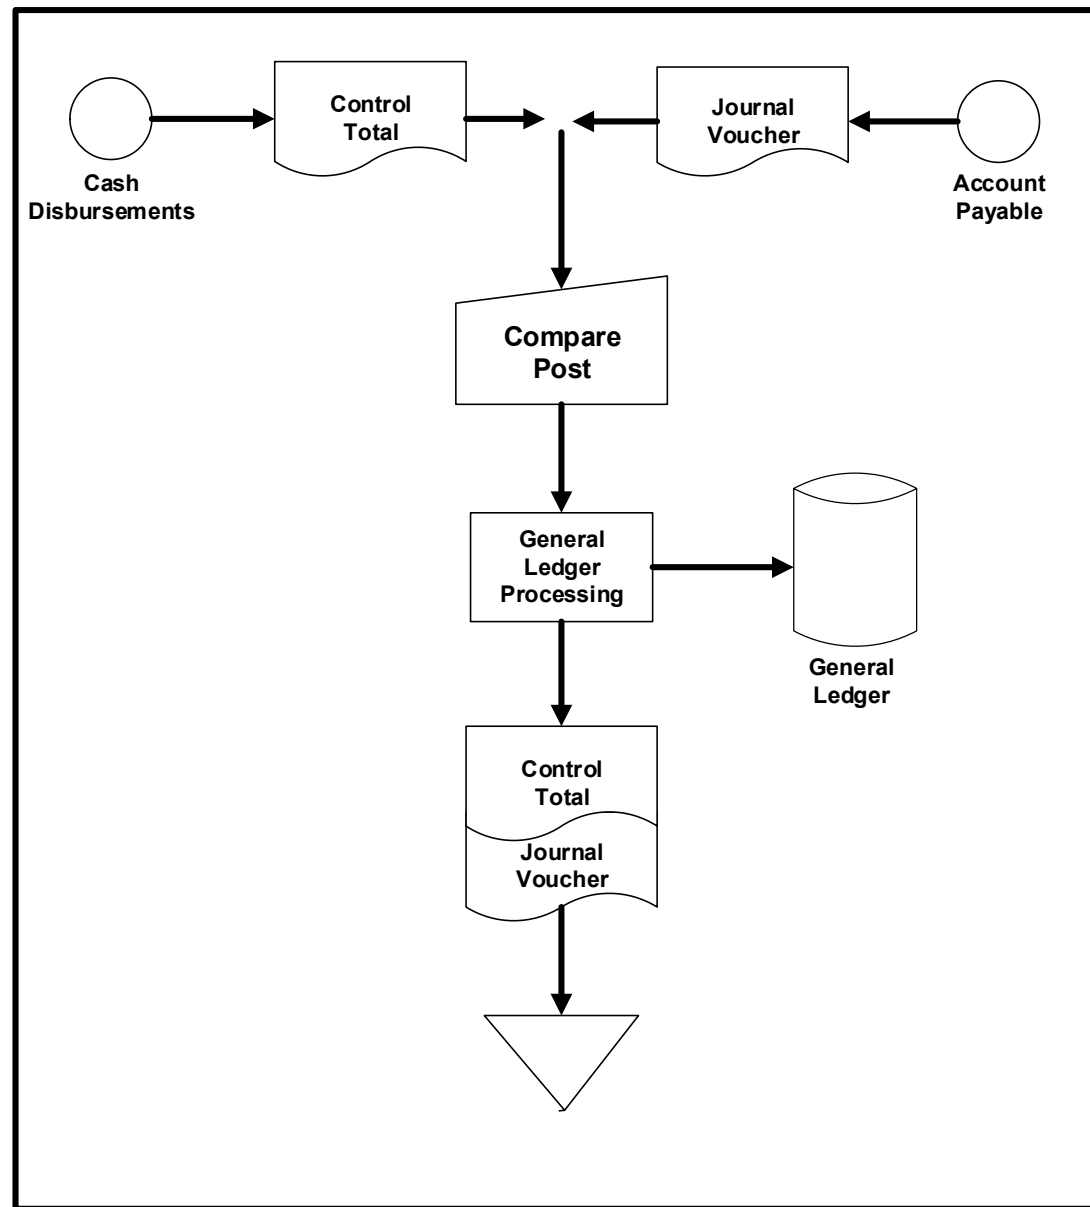 Control
Total
Journal
Voucher
Cash
Disbursements
Account
Payable
Compare
Post
General
Ledger
Processing
General
Ledger
Control
Total
Journal
Voucher